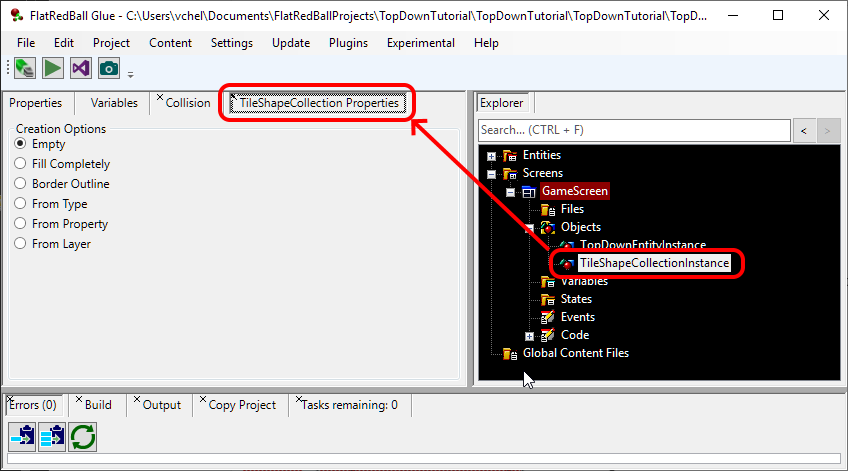 FlatRedBall Glue - C:\Users\vchel\Documents\FlatRedBallProjects\TopDownTutorial\TopDownTutorial\TopDownTutorial\TopD...
File Edit Project Content Settings Update Plugins Experimental Help
Properties Variables Collision TileShapeCollection Properties
Explorer
Creation Options
Empty
Fill Completely
Border Outline
From Type
From Property
From Layer
Search... (CTRL + F) < >
Entities
Screens
GameScreen
Files
Objects
TopDownEntityInstance
TileShapeCollectionInstance
Variables
States
Events
Code
Global Content Files
Errors (0) Build Output Copy Project Tasks remaining: 0